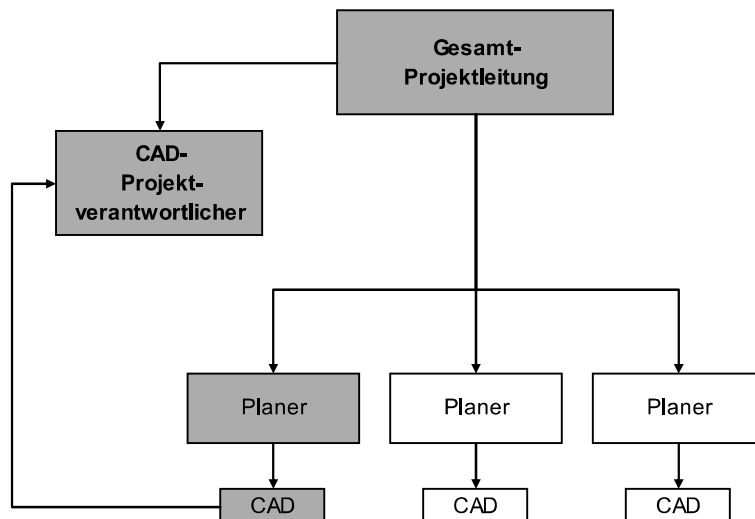 Gesamt-
Projektleitung
CAD-
Projekt-
verantwortlicher
Planer
Planer
Planer
CAD
CAD
CAD